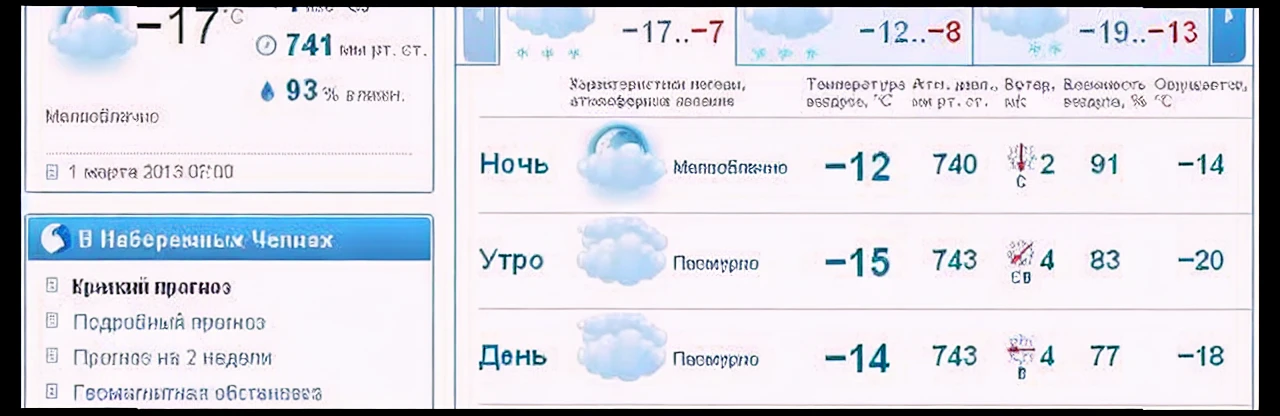 -17 °C
741 мм рт. ст.
93 % влажн.
Малооблачно
1 марта 2013
В Набережных Челнах
Краткий прогноз
Подробный прогноз
Прогноз на 2 недели
Геомагнитная обстановка
-17..-7
-12..-8
-19..-13
Характеристики погоды, атмосферные явления
Температура воздуха, °C
Атм. давл., мм рт. ст.
Ветер, м/с
Влажность воздуха, %
Ощущается, °C
Ночь Малооблачно -12 740 С 2 91 -14
Утро Пасмурно -15 743 СВ 4 83 -20
День Пасмурно -14 743 В 4 77 -18